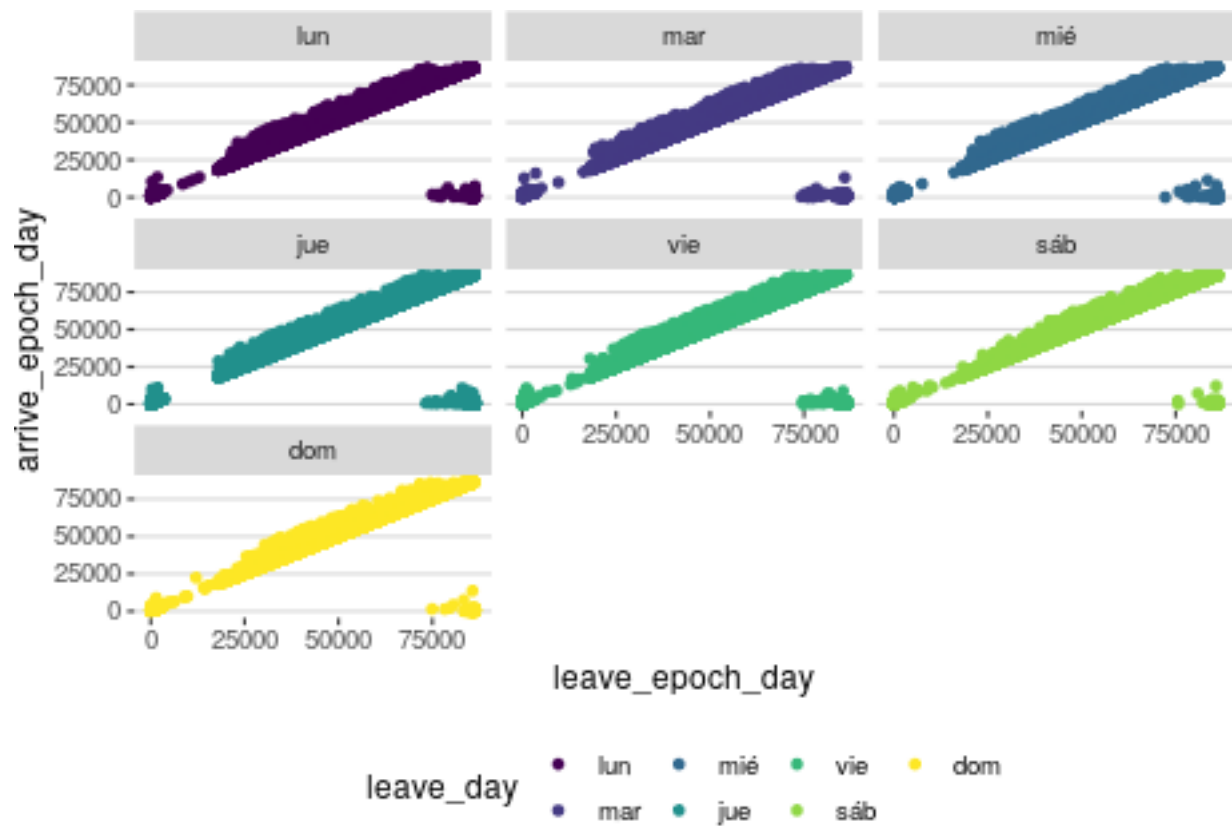 lun mar mié
75000
50000
25000
0
jue vie sáb
75000
50000
25000
0
0 25000 50000 75000 0 25000 50000 75000
dom
75000
50000
25000
0
0 25000 50000 75000
arrive_epoch_day
leave_epoch_day
leave_day
lun mié vie dom
mar jue sáb